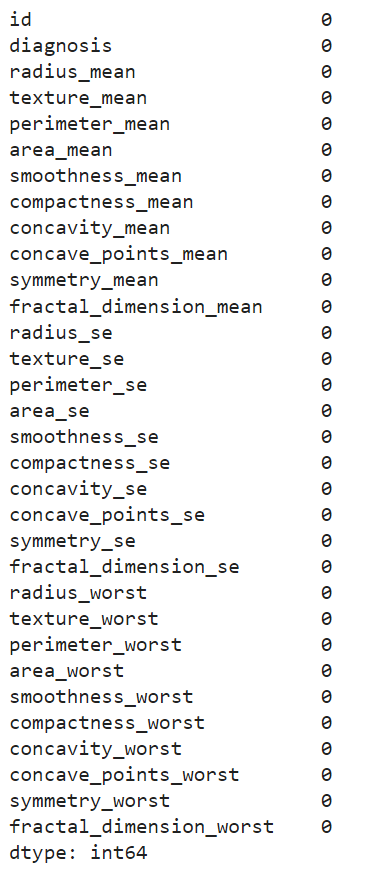 id                          0
diagnosis                   0
radius_mean                 0
texture_mean                0
perimeter_mean              0
area_mean                   0
smoothness_mean             0
compactness_mean            0
concavity_mean              0
concave_points_mean         0
symmetry_mean               0
fractal_dimension_mean      0
radius_se                   0
texture_se                  0
perimeter_se                0
area_se                     0
smoothness_se               0
compactness_se              0
concavity_se                0
concave_points_se           0
symmetry_se                 0
fractal_dimension_se        0
radius_worst                0
texture_worst               0
perimeter_worst             0
area_worst                  0
smoothness_worst            0
compactness_worst           0
concavity_worst             0
concave_points_worst        0
symmetry_worst              0
fractal_dimension_worst     0
dtype: int64